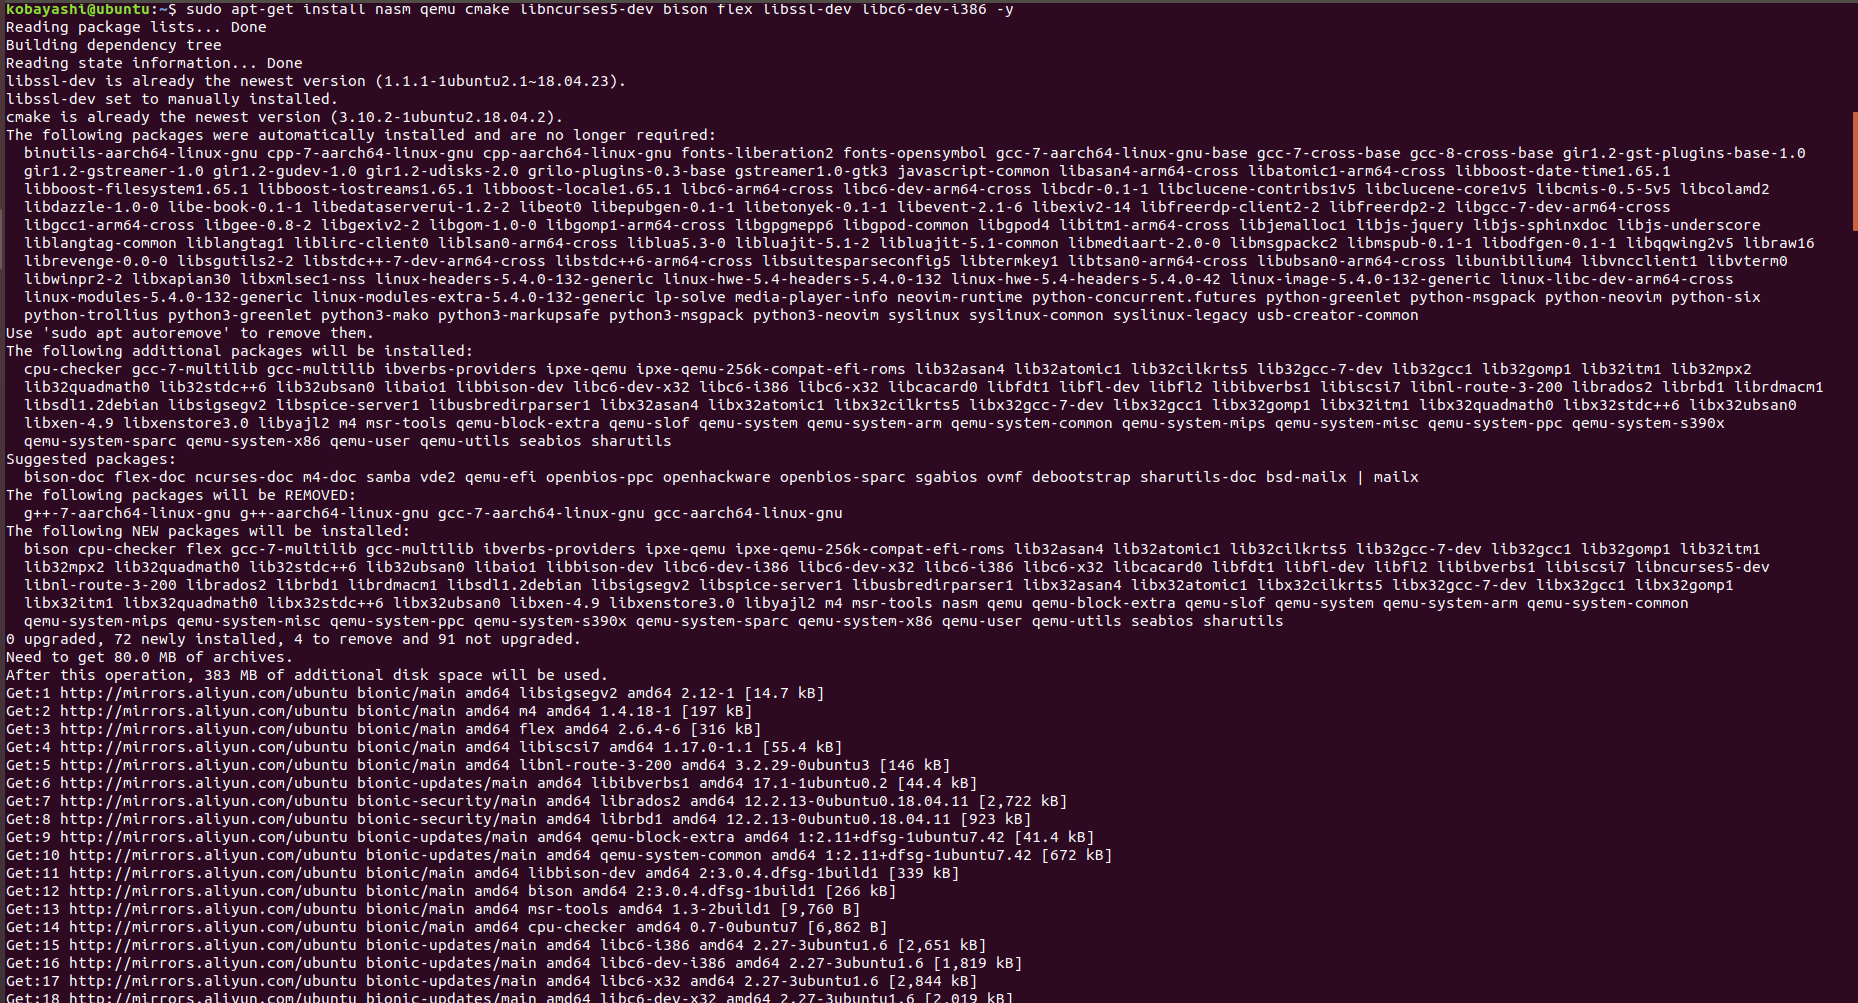 kobayashi@ubuntu:~$ sudo apt-get install nasm qemu cmake libncurses5-dev bison flex libssl-dev libc6-dev-i386 -y
Reading package lists... Done
Building dependency tree
Reading state information... Done
libssl-dev is already the newest version (1.1.1-1ubuntu2.1~18.04.23).
libssl-dev set to manually installed.
cmake is already the newest version (3.10.2-1ubuntu2.18.04.2).
The following packages were automatically installed and are no longer required:
  binutils-aarch64-linux-gnu cpp-7-aarch64-linux-gnu cpp-aarch64-linux-gnu fonts-liberation2 fonts-opensymbol gcc-7-aarch64-linux-gnu-base gcc-7-cross-base gcc-8-cross-base gir1.2-gst-plugins-base-1.0
  gir1.2-gstreamer-1.0 gir1.2-gudev-1.0 gir1.2-udisks-2.0 grilo-plugins-0.3-base gstreamer1.0-gtk3 javascript-common libasan4-arm64-cross libatomic1-arm64-cross libboost-date-time1.65.1
  libboost-filesystem1.65.1 libboost-iostreams1.65.1 libboost-locale1.65.1 libc6-arm64-cross libc6-dev-arm64-cross libcdr-0.1-1 libclucene-contribs1v5 libclucene-core1v5 libcmis-0.5-5v5 libcolamd2
  libdazzle-1.0-0 libe-book-0.1-1 libedataserverui-1.2-2 libeot0 libepubgen-0.1-1 libetonyek-0.1-1 libevent-2.1-6 libexiv2-14 libfreerdp-client2-2 libfreerdp2-2 libgcc-7-dev-arm64-cross
  libgcc1-arm64-cross libgee-0.8-2 libgexiv2-2 libgom-1.0-0 libgomp1-arm64-cross libgpgmepp6 libgpod-common libgpod4 libitm1-arm64-cross libjemalloc1 libjs-jquery libjs-sphinxdoc libjs-underscore
  liblangtag-common liblangtag1 liblirc-client0 liblsan0-arm64-cross liblua5.3-0 libluajit-5.1-2 libluajit-5.1-common libmediaart-2.0-0 libmsgpackc2 libmspub-0.1-1 libodfgen-0.1-1 libqqwing2v5 libraw16
  librevenge-0.0-0 libsgutils2-2 libstdc++-7-dev-arm64-cross libstdc++6-arm64-cross libsuitesparseconfig5 libtermkey1 libtsan0-arm64-cross libubsan0-arm64-cross libunibilium4 libvncclient1 libvterm0
  libwinpr2-2 libxapian30 libxmlsec1-nss linux-headers-5.4.0-132-generic linux-hwe-5.4-headers-5.4.0-132 linux-hwe-5.4-headers-5.4.0-42 linux-image-5.4.0-132-generic linux-libc-dev-arm64-cross
  linux-modules-5.4.0-132-generic linux-modules-extra-5.4.0-132-generic lp-solve media-player-info neovim-runtime python-concurrent.futures python-greenlet python-msgpack python-neovim python-six
  python-trollius python3-greenlet python3-mako python3-markupsafe python3-msgpack python3-neovim syslinux syslinux-common syslinux-legacy usb-creator-common
Use 'sudo apt autoremove' to remove them.
The following additional packages will be installed:
  cpu-checker gcc-7-multilib gcc-multilib ibverbs-providers ipxe-qemu ipxe-qemu-256k-compat-efi-roms lib32asan4 lib32atomic1 lib32cilkrts5 lib32gcc-7-dev lib32gcc1 lib32gomp1 lib32itm1 lib32mpx2
  lib32quadmath0 lib32stdc++6 lib32ubsan0 libaio1 libbison-dev libc6-dev-x32 libc6-i386 libc6-x32 libcacard0 libfdt1 libfl-dev libfl2 libibverbs1 libiscsi7 libnl-route-3-200 librados2 librbd1 librdmacm1
  libsdl1.2debian libsigsegv2 libspice-server1 libusbredirparser1 libx32asan4 libx32atomic1 libx32cilkrts5 libx32gcc-7-dev libx32gcc1 libx32gomp1 libx32itm1 libx32quadmath0 libx32stdc++6 libx32ubsan0
  libxen-4.9 libxenstore3.0 libyajl2 m4 msr-tools qemu-block-extra qemu-slof qemu-system qemu-system-arm qemu-system-common qemu-system-mips qemu-system-misc qemu-system-ppc qemu-system-s390x
  qemu-system-sparc qemu-system-x86 qemu-user qemu-utils seabios sharutils
Suggested packages:
  bison-doc flex-doc ncurses-doc m4-doc samba vde2 qemu-efi openbios-ppc openhackware openbios-sparc sgabios ovmf debootstrap sharutils-doc bsd-mailx | mailx
The following packages will be REMOVED:
  g++-7-aarch64-linux-gnu g++-aarch64-linux-gnu gcc-7-aarch64-linux-gnu gcc-aarch64-linux-gnu
The following NEW packages will be installed:
  bison cpu-checker flex gcc-7-multilib gcc-multilib ibverbs-providers ipxe-qemu ipxe-qemu-256k-compat-efi-roms lib32asan4 lib32atomic1 lib32cilkrts5 lib32gcc-7-dev lib32gcc1 lib32gomp1 lib32itm1
  lib32mpx2 lib32quadmath0 lib32stdc++6 lib32ubsan0 libaio1 libbison-dev libc6-dev-i386 libc6-dev-x32 libc6-i386 libc6-x32 libcacard0 libfdt1 libfl-dev libfl2 libibverbs1 libiscsi7 libncurses5-dev
  libnl-route-3-200 librados2 librbd1 librdmacm1 libsdl1.2debian libsigsegv2 libspice-server1 libusbredirparser1 libx32asan4 libx32atomic1 libx32cilkrts5 libx32gcc-7-dev libx32gcc1 libx32gomp1
  libx32itm1 libx32quadmath0 libx32stdc++6 libx32ubsan0 libxen-4.9 libxenstore3.0 libyajl2 m4 msr-tools nasm qemu qemu-block-extra qemu-slof qemu-system qemu-system-arm qemu-system-common
  qemu-system-mips qemu-system-misc qemu-system-ppc qemu-system-s390x qemu-system-sparc qemu-system-x86 qemu-user qemu-utils seabios sharutils
0 upgraded, 72 newly installed, 4 to remove and 91 not upgraded.
Need to get 80.0 MB of archives.
After this operation, 383 MB of additional disk space will be used.
Get:1 http://mirrors.aliyun.com/ubuntu bionic/main amd64 libsigsegv2 amd64 2.12-1 [14.7 kB]
Get:2 http://mirrors.aliyun.com/ubuntu bionic/main amd64 m4 amd64 1.4.18-1 [197 kB]
Get:3 http://mirrors.aliyun.com/ubuntu bionic/main amd64 flex amd64 2.6.4-6 [316 kB]
Get:4 http://mirrors.aliyun.com/ubuntu bionic/main amd64 libiscsi7 amd64 1.17.0-1.1 [55.4 kB]
Get:5 http://mirrors.aliyun.com/ubuntu bionic/main amd64 libnl-route-3-200 amd64 3.2.29-0ubuntu3 [146 kB]
Get:6 http://mirrors.aliyun.com/ubuntu bionic-updates/main amd64 libibverbs1 amd64 17.1-1ubuntu0.2 [44.4 kB]
Get:7 http://mirrors.aliyun.com/ubuntu bionic-security/main amd64 librados2 amd64 12.2.13-0ubuntu0.18.04.11 [2,722 kB]
Get:8 http://mirrors.aliyun.com/ubuntu bionic-security/main amd64 librbd1 amd64 12.2.13-0ubuntu0.18.04.11 [923 kB]
Get:9 http://mirrors.aliyun.com/ubuntu bionic-updates/main amd64 qemu-block-extra amd64 1:2.11+dfsg-1ubuntu7.42 [41.4 kB]
Get:10 http://mirrors.aliyun.com/ubuntu bionic-updates/main amd64 qemu-system-common amd64 1:2.11+dfsg-1ubuntu7.42 [672 kB]
Get:11 http://mirrors.aliyun.com/ubuntu bionic/main amd64 libbison-dev amd64 2:3.0.4.dfsg-1build1 [339 kB]
Get:12 http://mirrors.aliyun.com/ubuntu bionic/main amd64 bison amd64 2:3.0.4.dfsg-1build1 [266 kB]
Get:13 http://mirrors.aliyun.com/ubuntu bionic/main amd64 msr-tools amd64 1.3-2build1 [9,760 B]
Get:14 http://mirrors.aliyun.com/ubuntu bionic/main amd64 cpu-checker amd64 0.7-0ubuntu7 [6,862 B]
Get:15 http://mirrors.aliyun.com/ubuntu bionic-updates/main amd64 libc6-i386 amd64 2.27-3ubuntu1.6 [2,651 kB]
Get:16 http://mirrors.aliyun.com/ubuntu bionic-updates/main amd64 libc6-dev-i386 amd64 2.27-3ubuntu1.6 [1,819 kB]
Get:17 http://mirrors.aliyun.com/ubuntu bionic-updates/main amd64 libc6-x32 amd64 2.27-3ubuntu1.6 [2,844 kB]
Get:18 http://mirrors.aliyun.com/ubuntu bionic-updates/main amd64 libc6-dev-x32 amd64 2.27-3ubuntu1.6 [2,019 kB]